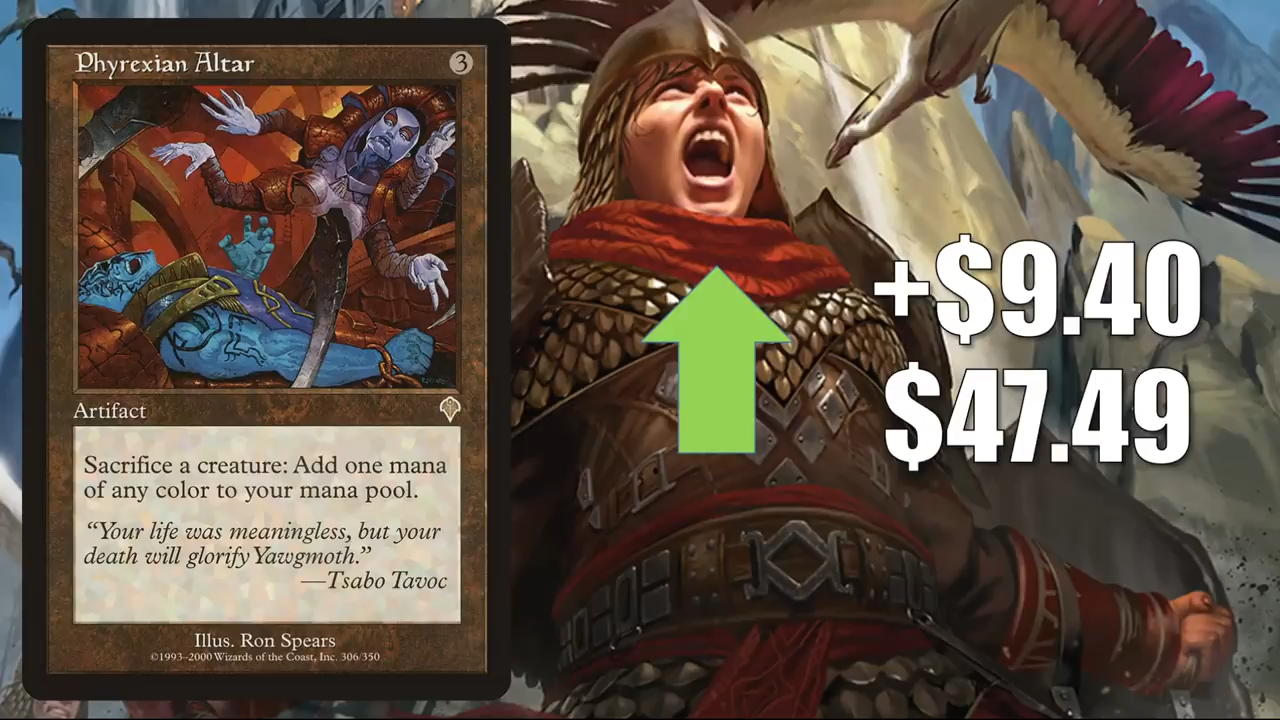 Phyrexian Altar 3
Artifact
Sacrifice a creature: Add one mana
of any color to your mana pool.
“Your life was meaningless, but your
death will glorify Yawgmoth.”
—Tsabo Tavoc
Illus. Ron Spears
©1993–2000 Wizards of the Coast, Inc. 306/350
+$9.40
$47.49